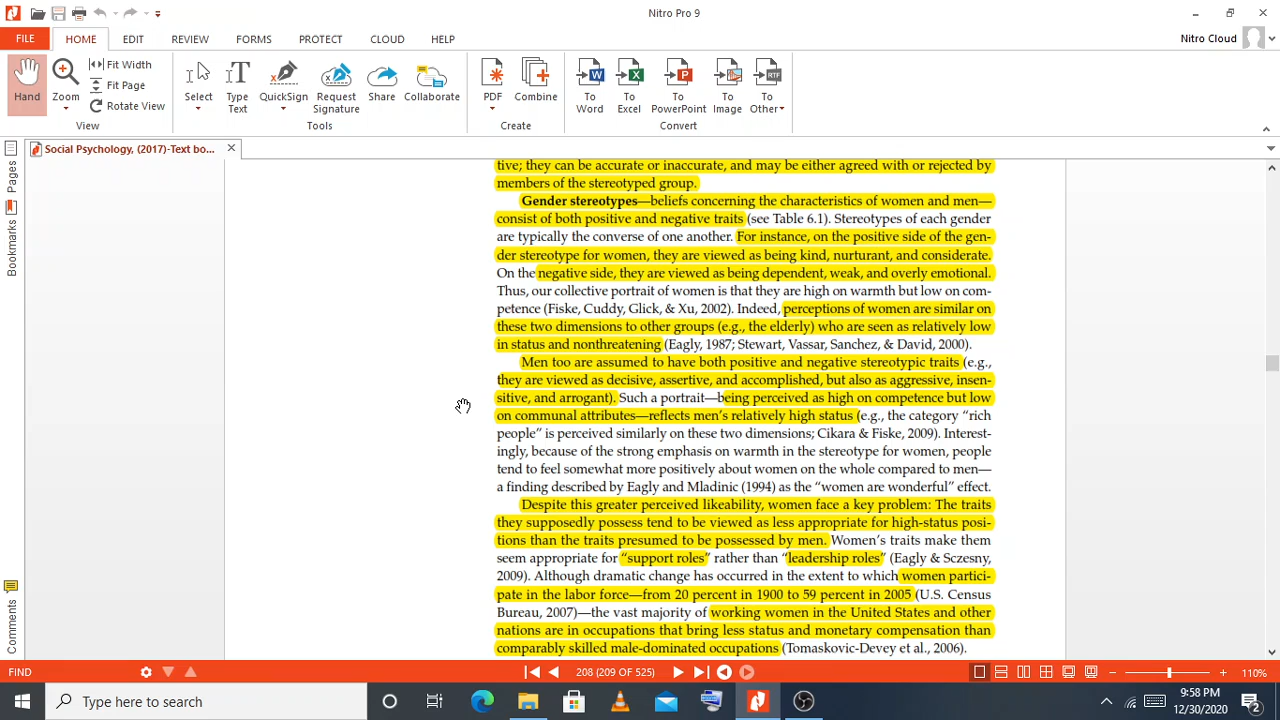 Nitro Pro 9
FILE
HOME
EDIT
REVIEW
FORMS
PROTECT
CLOUD
HELP
Nitro Cloud
Hand
Zoom
Fit Width
Fit Page
Rotate View
View
Select
Type Text
QuickSign
Request Signature
Share
Collaborate
Tools
PDF
Combine
Create
To Word
To Excel
To PowerPoint
To Image
To Other
Convert
Social Psychology, (2017)-Text bo...
Pages
Bookmarks
Comments
tive; they can be accurate or inaccurate, and may be either agreed with or rejected by
members of the stereotyped group.
Gender stereotypes—beliefs concerning the characteristics of women and men—
consist of both positive and negative traits (see Table 6.1). Stereotypes of each gender
are typically the converse of one another. For instance, on the positive side of the gen-
der stereotype for women, they are viewed as being kind, nurturant, and considerate.
On the negative side, they are viewed as being dependent, weak, and overly emotional.
Thus, our collective portrait of women is that they are high on warmth but low on com-
petence (Fiske, Cuddy, Glick, & Xu, 2002). Indeed, perceptions of women are similar on
these two dimensions to other groups (e.g., the elderly) who are seen as relatively low
in status and nonthreatening (Eagly, 1987; Stewart, Vassar, Sanchez, & David, 2000).
Men too are assumed to have both positive and negative stereotypic traits (e.g.,
they are viewed as decisive, assertive, and accomplished, but also as aggressive, insen-
sitive, and arrogant). Such a portrait—being perceived as high on competence but low
on communal attributes—reflects men's relatively high status (e.g., the category "rich
people" is perceived similarly on these two dimensions; Cikara & Fiske, 2009). Interest-
ingly, because of the strong emphasis on warmth in the stereotype for women, people
tend to feel somewhat more positively about women on the whole compared to men—
a finding described by Eagly and Mladinic (1994) as the "women are wonderful" effect.
Despite this greater perceived likeability, women face a key problem: The traits
they supposedly possess tend to be viewed as less appropriate for high-status posi-
tions than the traits presumed to be possessed by men. Women's traits make them
seem appropriate for "support roles" rather than "leadership roles" (Eagly & Sczesny,
2009). Although dramatic change has occurred in the extent to which women partici-
pate in the labor force—from 20 percent in 1900 to 59 percent in 2005 (U.S. Census
Bureau, 2007)—the vast majority of working women in the United States and other
nations are in occupations that bring less status and monetary compensation than
comparably skilled male-dominated occupations (Tomaskovic-Devey et al., 2006).
FIND
208 (209 OF 525)
110%
Type here to search
9:58 PM
12/30/2020
2